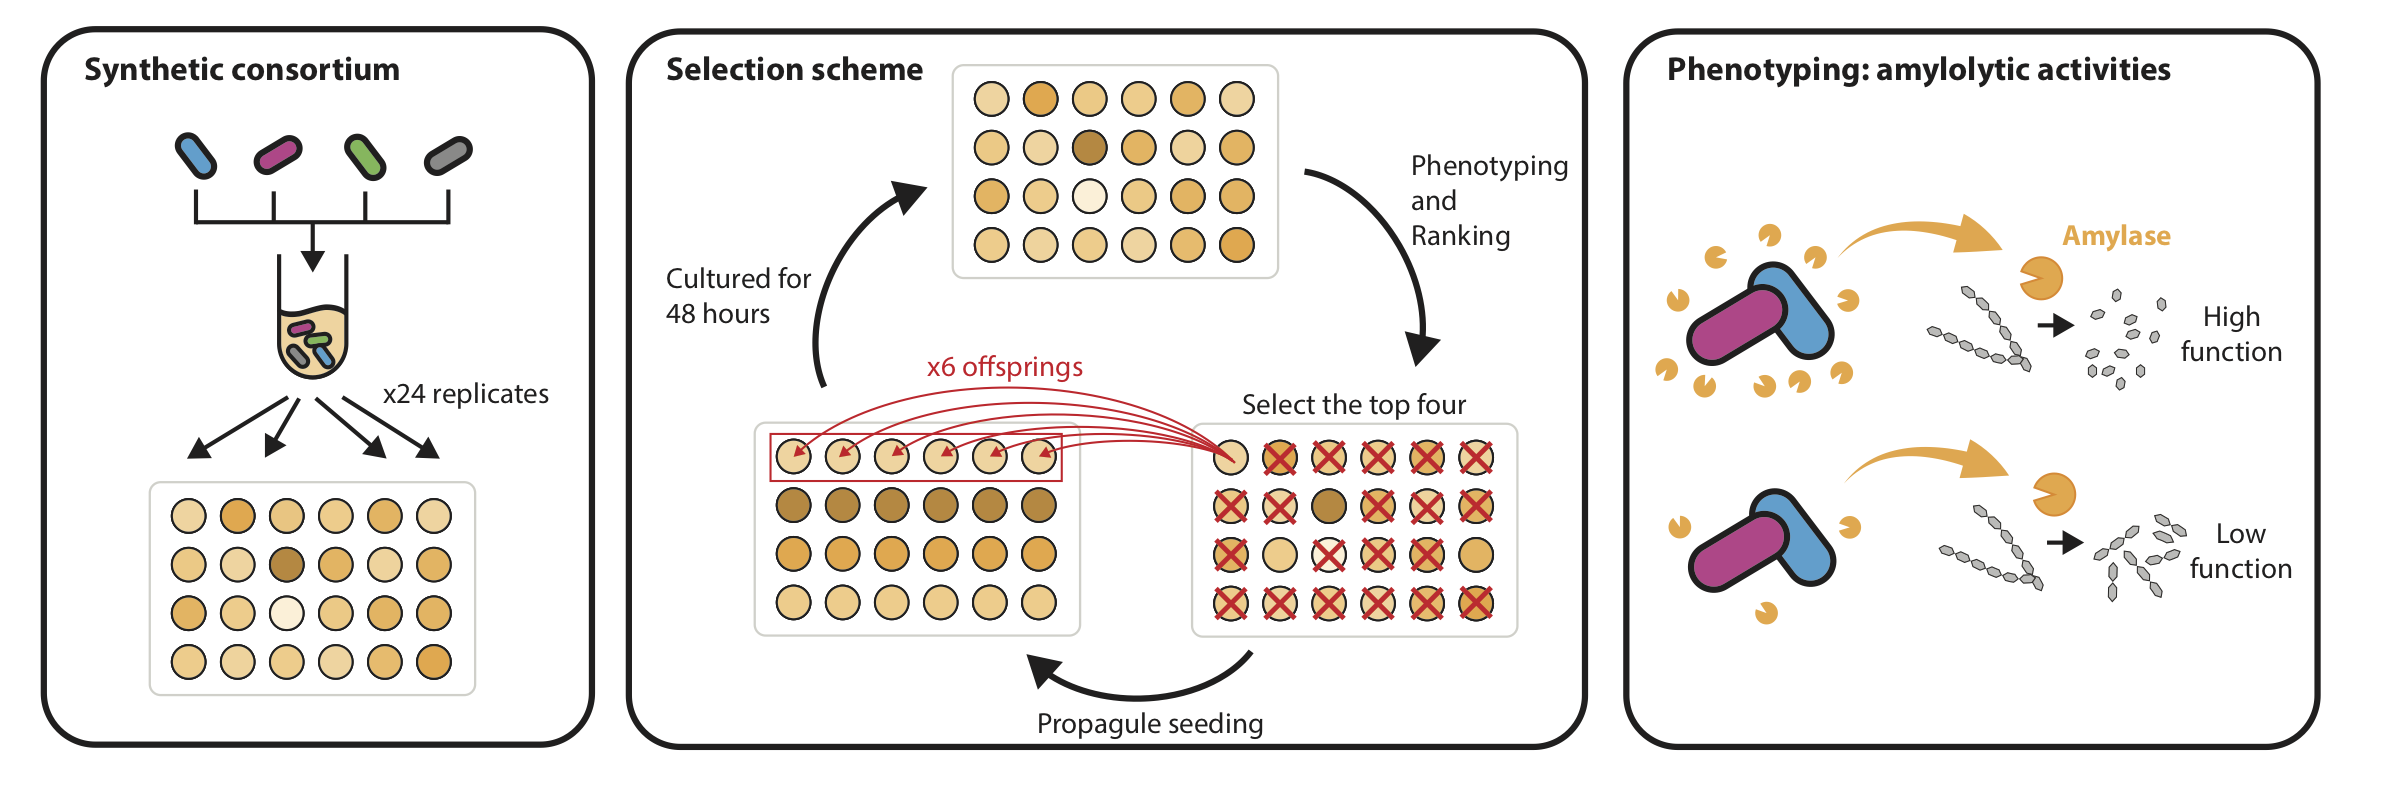 Synthetic consortium
x24 replicates
Selection scheme
Cultured for
48 hours
Phenotyping
and
Ranking
x6 offsprings
Select the top four
Propagule seeding
Phenotyping: amylolytic activities
Amylase
High
function
Low
function